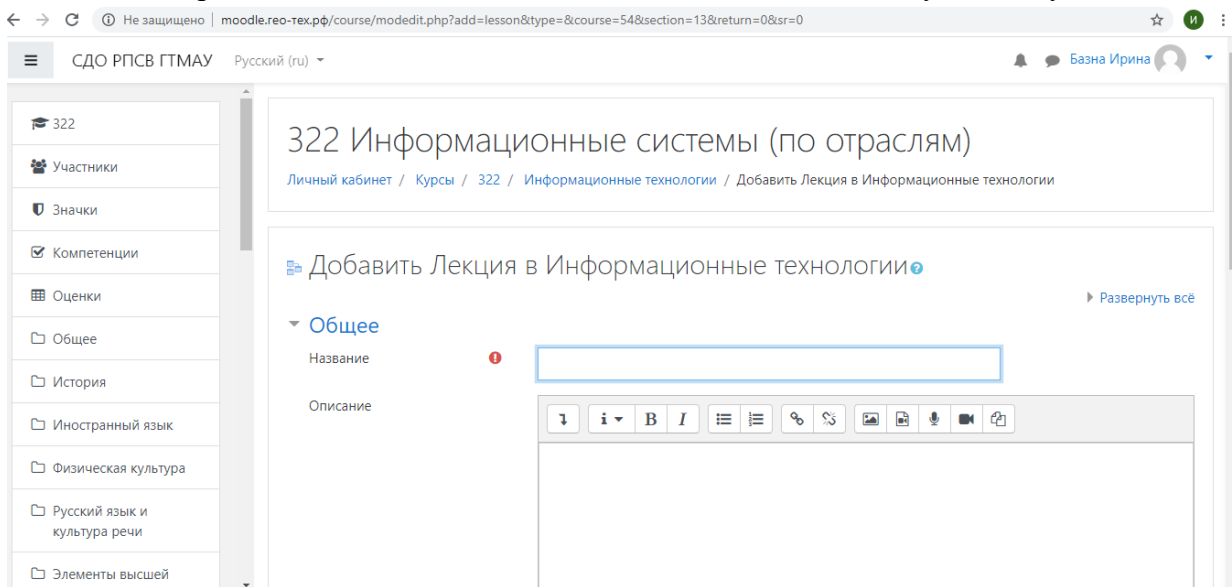 Не защищено | moodle.reo-тех.рф/course/modedit.php?add=lesson&type=&course=54&section=13&return=0&sr=0
И
СДО РПСВ ГТМАУ Русский (ru)
Базна Ирина
322
Участники
Значки
Компетенции
Оценки
Общее
История
Иностранный язык
Физическая культура
Русский язык и
культура речи
Элементы высшей
322 Информационные системы (по отраслям)
Личный кабинет / Курсы / 322 / Информационные технологии / Добавить Лекция в Информационные технологии
Добавить Лекция в Информационные технологии
Развернуть всё
Общее
Название
Описание
i B I